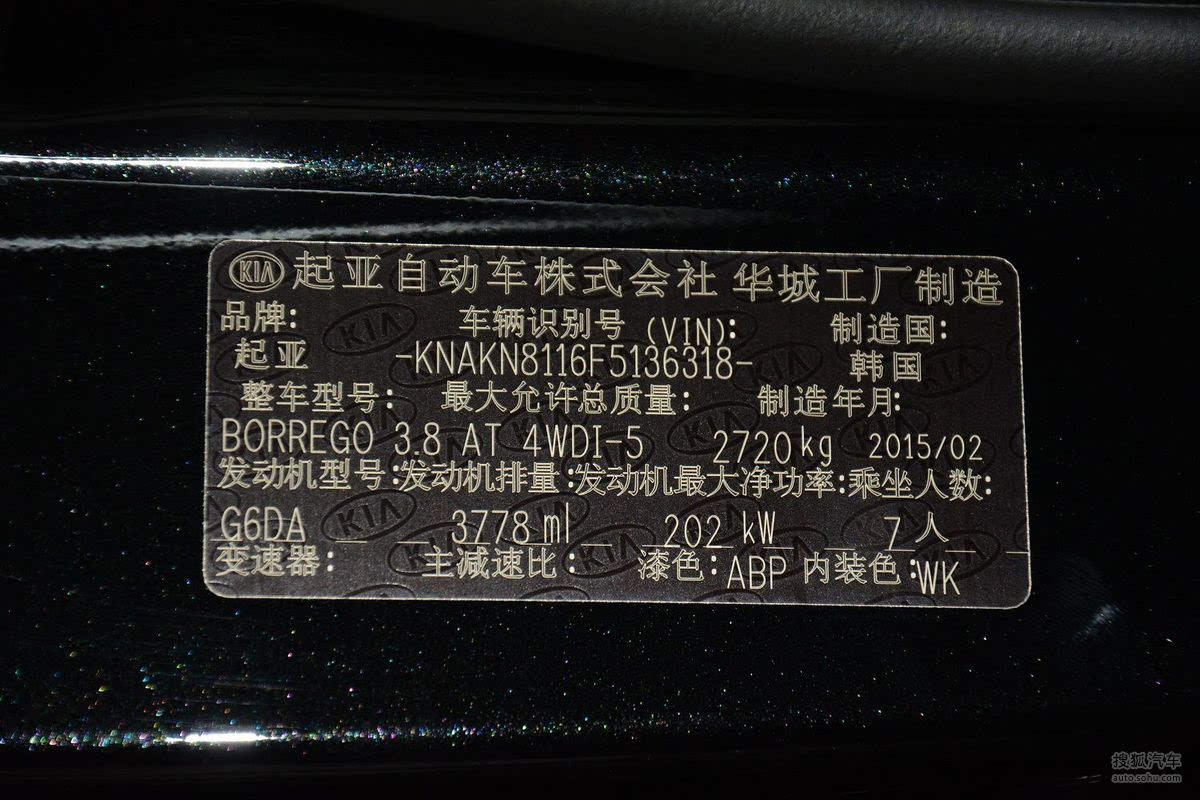 KIA 起亚自动车株式会社 华城工厂制造
品牌: 车辆识别号 (VIN): 制造国:
起亚 -KNAKN8116F5136318- 韩国
整车型号: 最大允许总质量: 制造年月:
BORREGO 3.8 AT 4WDI-5 2720kg 2015/02
发动机型号:发动机排量:发动机最大净功率:乘坐人数:
G6DA 3778 ml 202 kW 7人
变速器: 主减速比: 漆色:ABP 内装色:WK
搜狐汽车
auto.sohu.com